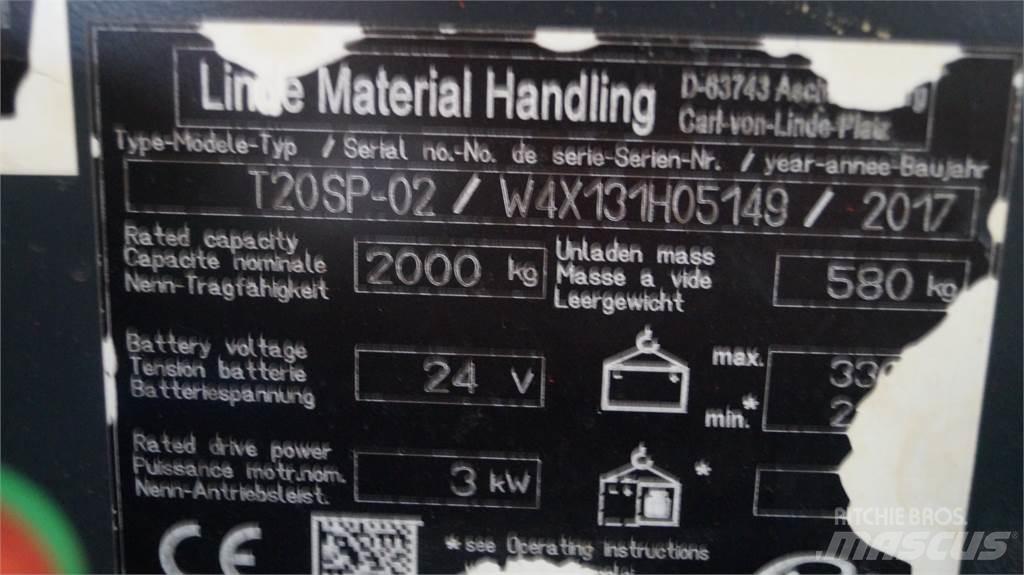 Linde Material Handling
D-63743
Carl-von-Linde-Platz
Type-Modele-Typ / Serial no.-No. de serie-Serien-Nr. / year-annee-Baujahr
T20SP-02 / W4X131H05149 / 2017
Rated capacity
Capacite nominale
Nenn-Tragfahigkeit
2000 kg
Unladen mass
Masse a vide
Leergewicht
580 kg
Battery voltage
Tension batterie
Batteriespannung
24 V
max.
min.*
Rated drive power
Puissance motr.nom.
Nenn-Antriebsleist.
3 kW
*
CE
*see Operating instructions
RITCHIE BROS.
MASCUS